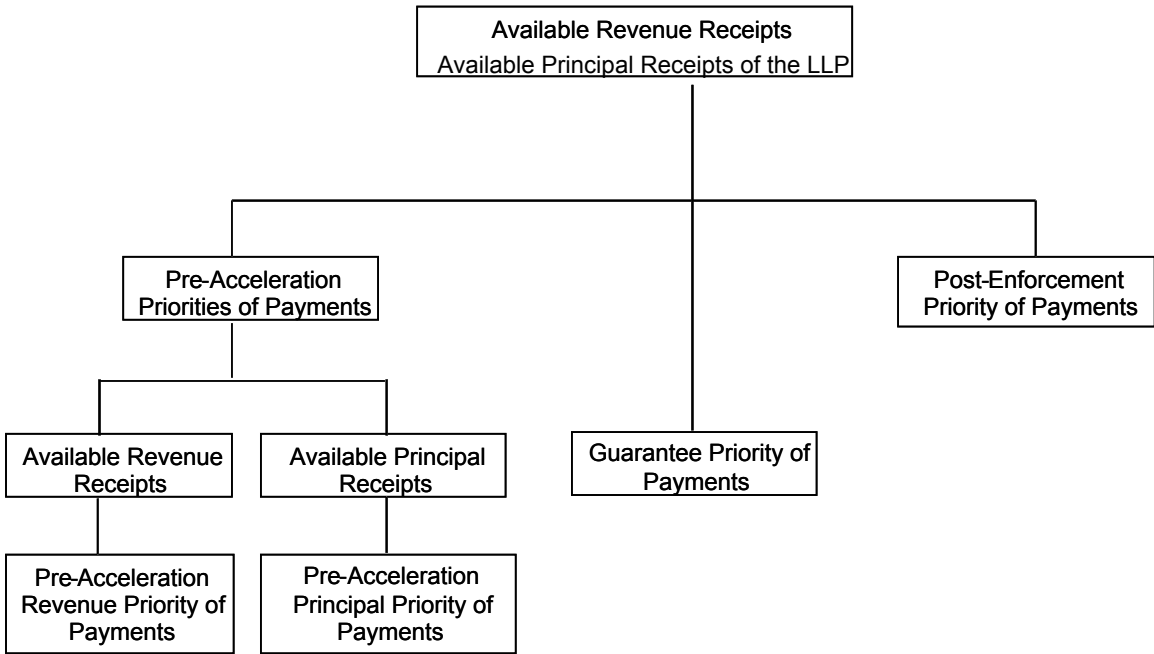 Available Revenue Receipts
Available Principal Receipts of the LLP
Pre-Acceleration
Priorities of Payments
Post-Enforcement
Priority of Payments
Available Revenue
Receipts
Available Principal
Receipts
Guarantee Priority of
Payments
Pre-Acceleration
Revenue Priority of
Payments
Pre-Acceleration
Principal Priority of
Payments